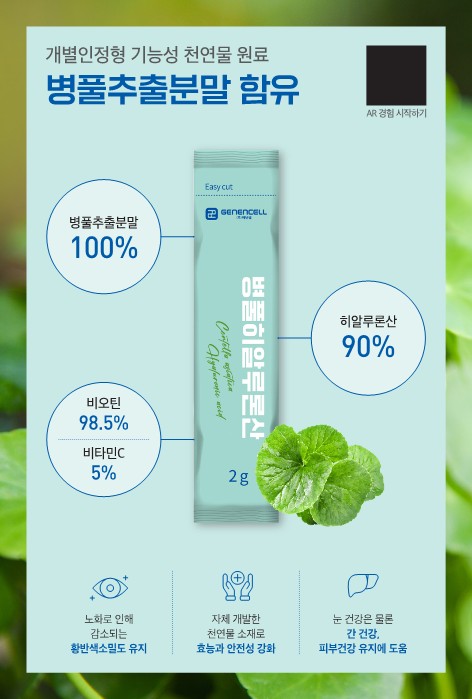 개별인정형 기능성 천연물 원료
병풀추출분말 함유
AR 경험 시작하기
Easy cut
GENENCELL
병풀추출분말
100%
병풀히알루론산
Centella asiatica
Hyaluronic acid
히알루론산
90%
비오틴
98.5%
비타민C
5%
2g
노화로 인해
감소되는
황반색소밀도 유지
자체 개발한
천연물 소재로
효능과 안전성 강화
눈 건강은 물론
간 건강,
피부건강 유지에 도움